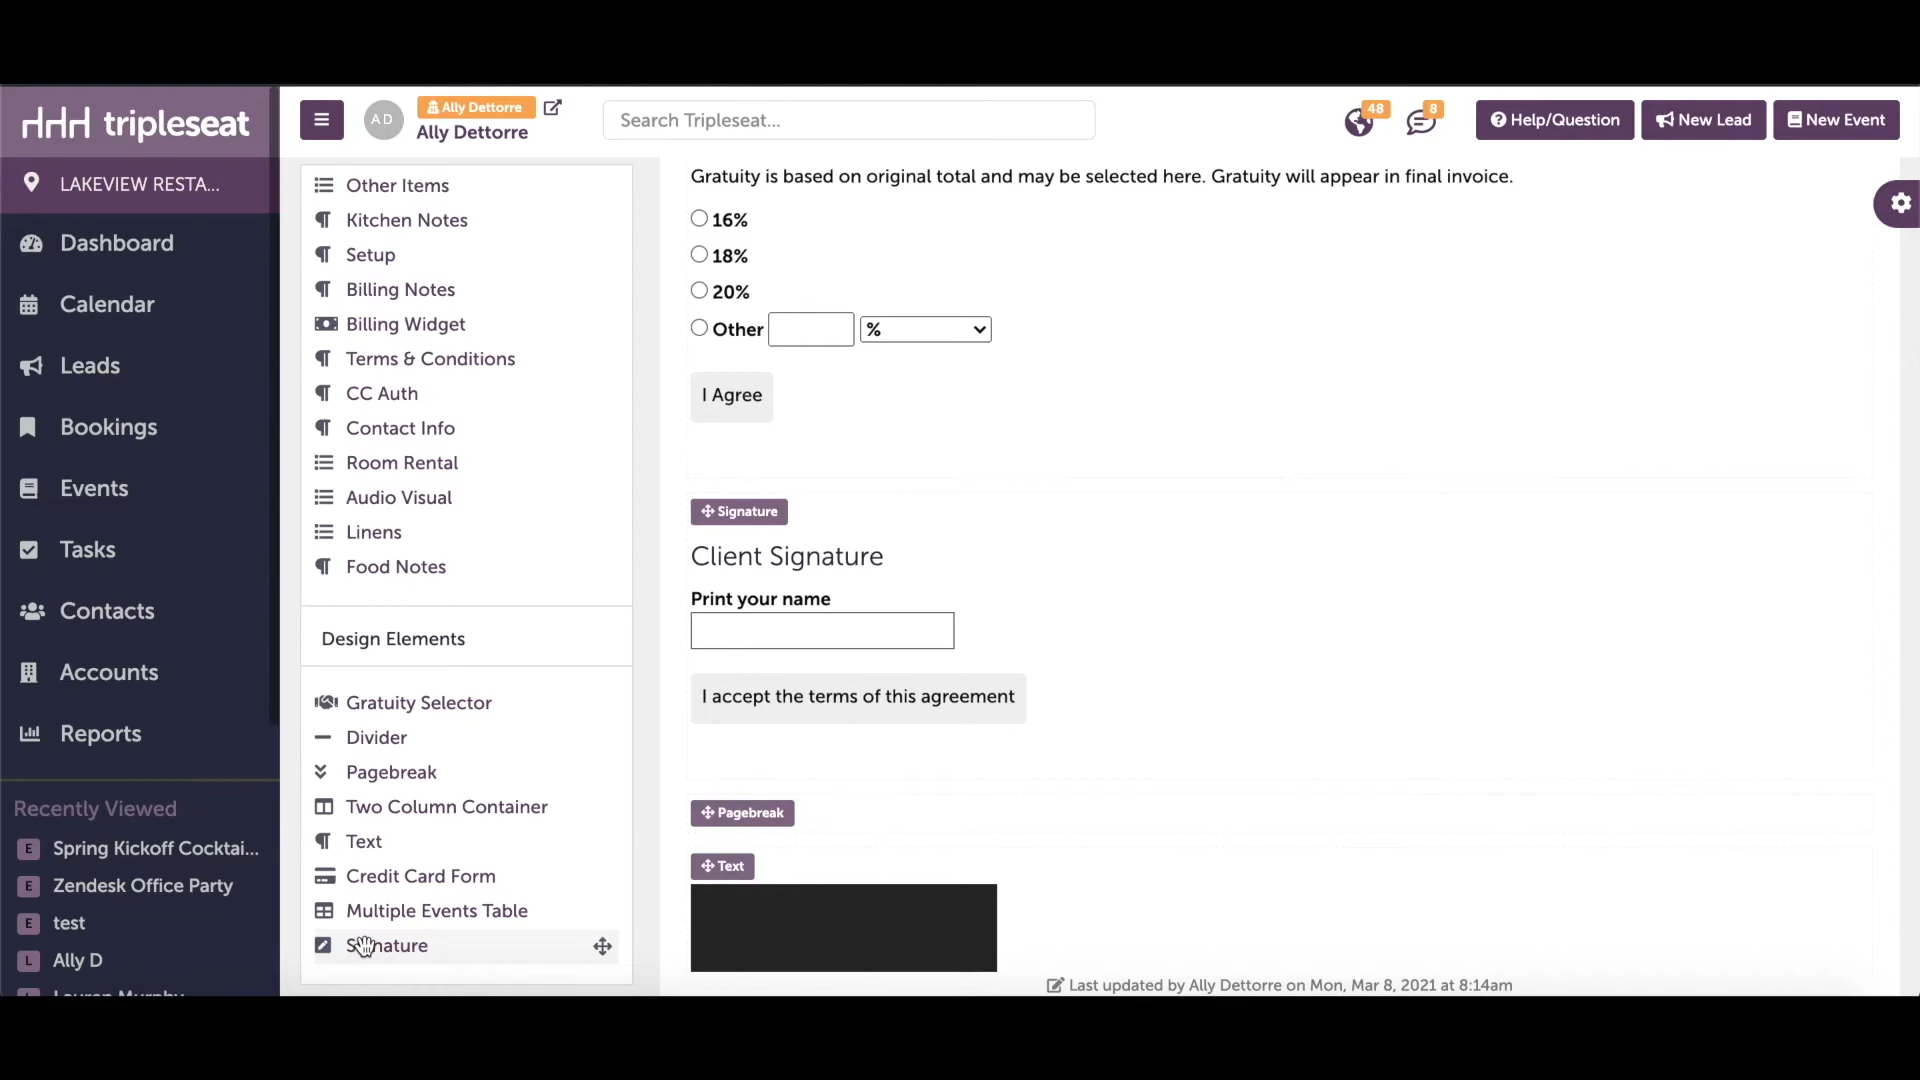 tripleseat
LAKEVIEW RESTA...
Dashboard
Calendar
Leads
Bookings
Events
Tasks
Contacts
Accounts
Reports
Recently Viewed
E Spring Kickoff Cocktai...
E Zendesk Office Party
E test
L Ally D
AD
Ally Dettorre
Ally Dettorre
Search Tripleseat...
48
8
Help/Question
New Lead
New Event
Other Items
Kitchen Notes
Setup
Billing Notes
Billing Widget
Terms & Conditions
CC Auth
Contact Info
Room Rental
Audio Visual
Linens
Food Notes
Design Elements
Gratuity Selector
Divider
Pagebreak
Two Column Container
Text
Credit Card Form
Multiple Events Table
Signature
Gratuity is based on original total and may be selected here. Gratuity will appear in final invoice.
16%
18%
20%
Other %
I Agree
Signature
Client Signature
Print your name
I accept the terms of this agreement
Pagebreak
Text
Last updated by Ally Dettorre on Mon, Mar 8, 2021 at 8:14am